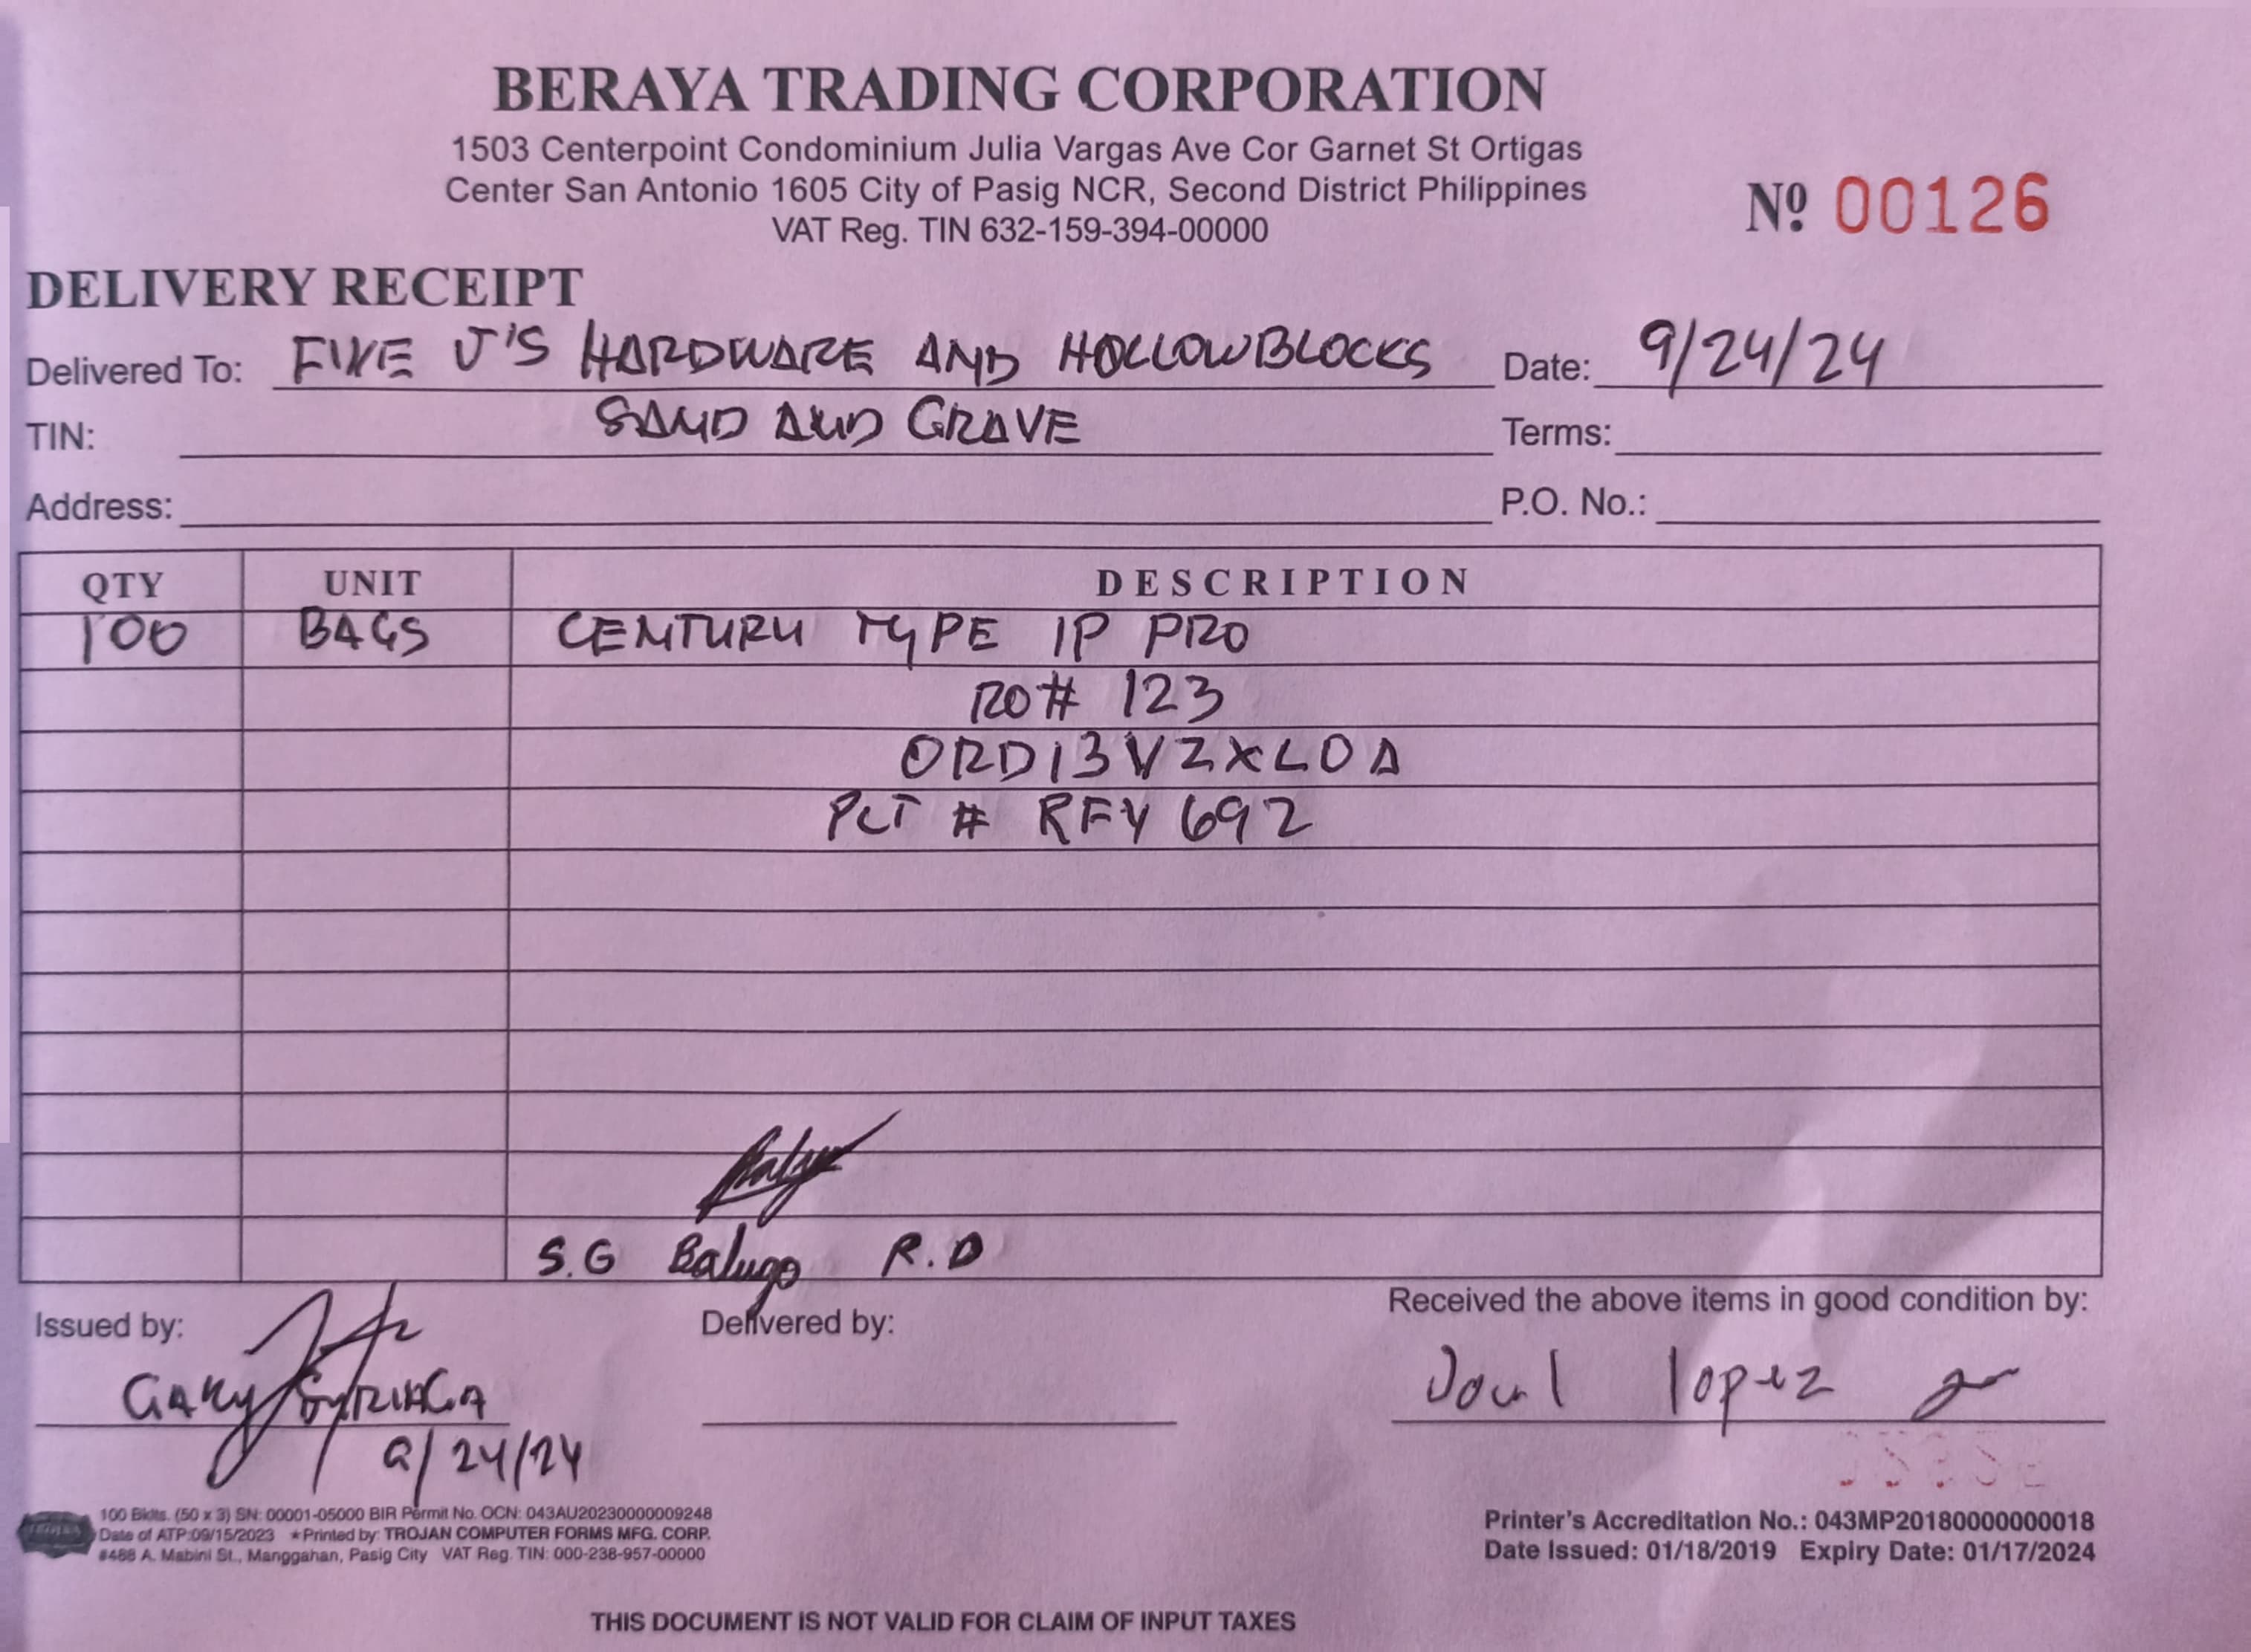 BERAYA TRADING CORPORATION
1503 Centerpoint Condominium Julia Vargas Ave Cor Garnet St Ortigas
Center San Antonio 1605 City of Pasig NCR, Second District Philippines
VAT Reg. TIN 632-159-394-00000
Nº 00126
DELIVERY RECEIPT
Delivered To: FIVE J'S HARDWARE AND HOLLOWBLOCKS Date: 9/24/24
TIN: SAND AND GRAVE Terms:
Address: P.O. No.:
QTY UNIT DESCRIPTION
100 BAGS CENTURY TYPE IP PRO
RO# 123
ORD13VZXLOA
PLT # RFY 692
S.G Balugo R.D
Issued by: Delivered by: Received the above items in good condition by:
GARY lopez
9/24/24
100 Bklts. (50 x 3) SN: 00001-05000 BIR Permit No. OCN: 043AU20230000009248
Date of ATP:09/15/2023 *Printed by: TROJAN COMPUTER FORMS MFG. CORP.
#488 A. Mabini St., Manggahan, Pasig City VAT Reg. TIN: 000-238-957-00000
Printer's Accreditation No.: 043MP20180000000018
Date Issued: 01/18/2019 Expiry Date: 01/17/2024
THIS DOCUMENT IS NOT VALID FOR CLAIM OF INPUT TAXES